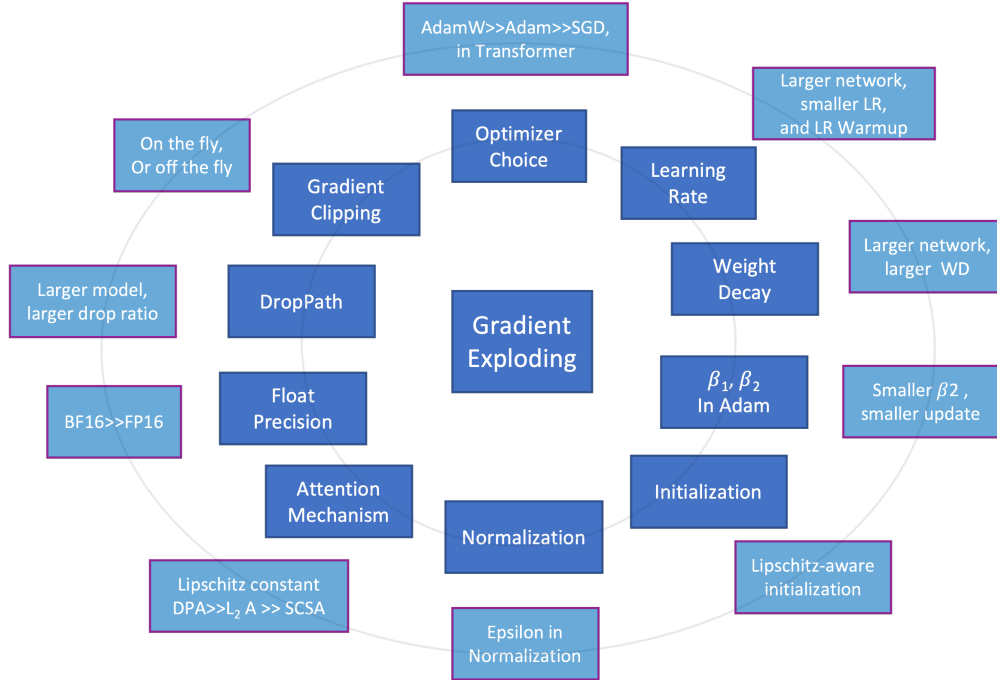 AdamW>>Adam>>SGD,
in Transformer
Larger network,
smaller LR,
and LR Warmup
On the fly,
Or off the fly
Optimizer
Choice
Gradient
Clipping
Learning
Rate
Larger network,
larger WD
Weight
Decay
Larger model,
larger drop ratio
DropPath
Gradient
Exploding
β₁, β₂
In Adam
Smaller β2 ,
smaller update
BF16>>FP16
Float
Precision
Attention
Mechanism
Initialization
Normalization
Lipschitz-aware
initialization
Lipschitz constant
DPA>>L₂ A >> SCSA
Epsilon in
Normalization